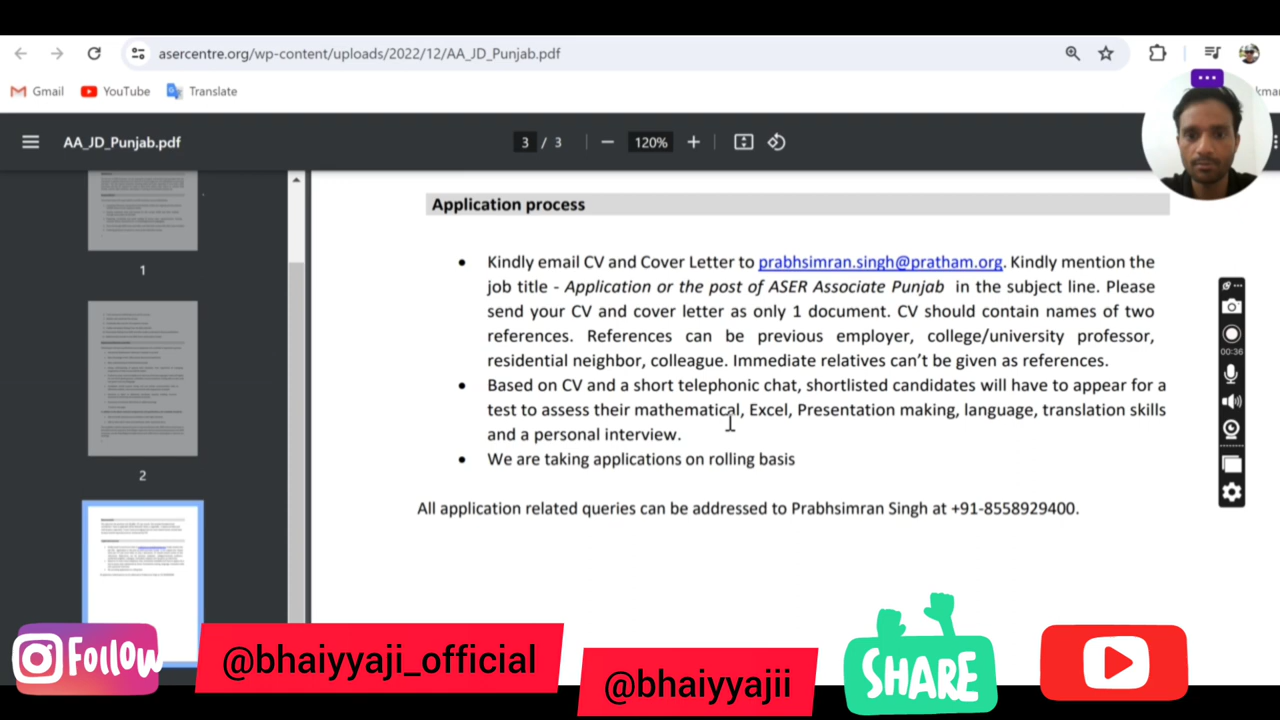 asercentre.org/wp-content/uploads/2022/12/AA_JD_Punjab.pdf
Gmail YouTube Translate
AA_JD_Punjab.pdf 3 / 3 120%
1
2
Application process
• Kindly email CV and Cover Letter to prabhsimran.singh@pratham.org. Kindly mention the
job title - Application or the post of ASER Associate Punjab in the subject line. Please
send your CV and cover letter as only 1 document. CV should contain names of two
references. References can be previous employer, college/university professor,
residential neighbor, colleague. Immediate relatives can't be given as references.
• Based on CV and a short telephonic chat, shortlisted candidates will have to appear for a
test to assess their mathematical, Excel, Presentation making, language, translation skills
and a personal interview.
• We are taking applications on rolling basis
All application related queries can be addressed to Prabhsimran Singh at +91-8558929400.
00:36
Follow
@bhaiyyaji_official
@bhaiyyajii
SHARE